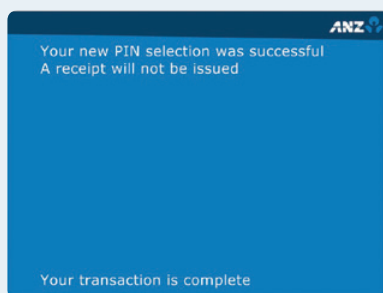 ANZ
Your new PIN selection was successful
A receipt will not be issued
Your transaction is complete